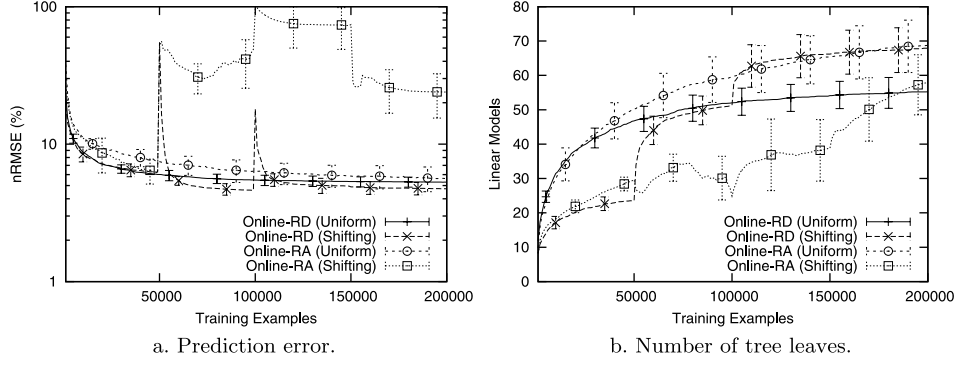 100
10
1
nRMSE (%)
Online-RD (Uniform)
Online-RD (Shifting)
Online-RA (Uniform)
Online-RA (Shifting)
50000 100000 150000 200000
Training Examples
a. Prediction error.
80
70
60
50
40
30
20
10
0
Linear Models
Online-RD (Uniform)
Online-RD (Shifting)
Online-RA (Uniform)
Online-RA (Shifting)
50000 100000 150000 200000
Training Examples
b. Number of tree leaves.